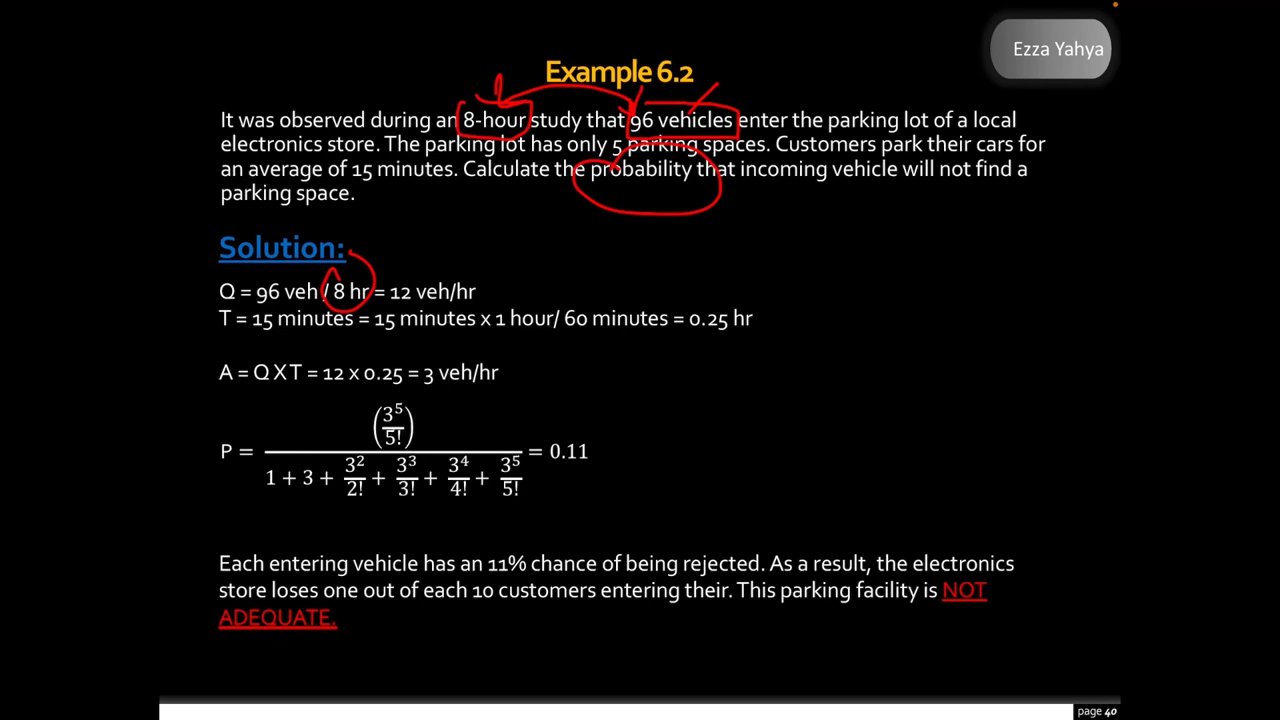 Ezza Yahya
Example 6.2
It was observed during an 8-hour study that 96 vehicles enter the parking lot of a local
electronics store. The parking lot has only 5 parking spaces. Customers park their cars for
an average of 15 minutes. Calculate the probability that incoming vehicle will not find a
parking space.
Solution:
Q = 96 veh / 8 hr = 12 veh/hr
T = 15 minutes = 15 minutes x 1 hour/ 60 minutes = 0.25 hr
A = Q X T = 12 x 0.25 = 3 veh/hr
P = (3^5/5!) / (1 + 3 + 3^2/2! + 3^3/3! + 3^4/4! + 3^5/5!) = 0.11
Each entering vehicle has an 11% chance of being rejected. As a result, the electronics
store loses one out of each 10 customers entering their. This parking facility is NOT
ADEQUATE.
page 40